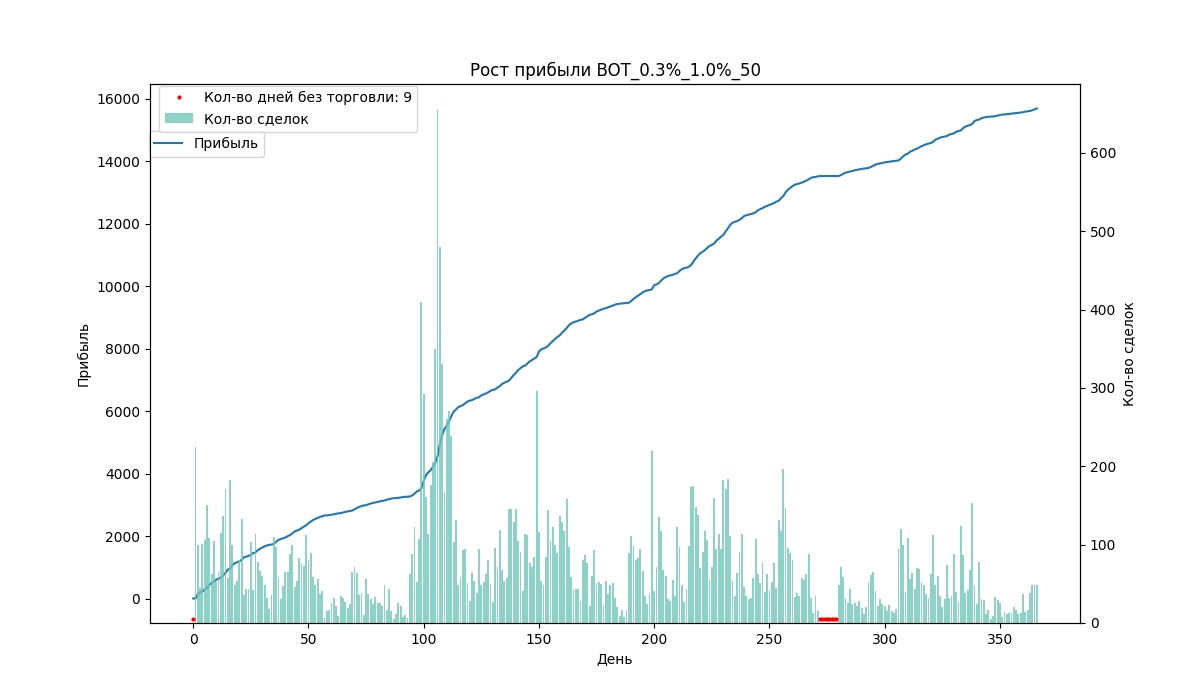 Рост прибыли BOT_0.3%_1.0%_50
Кол-во дней без торговли: 9
Кол-во сделок
Прибыль
16000
14000
12000
10000
8000
6000
4000
2000
0
Прибыль
600
500
400
300
200
100
0
Кол-во сделок
0 50 100 150 200 250 300 350
День